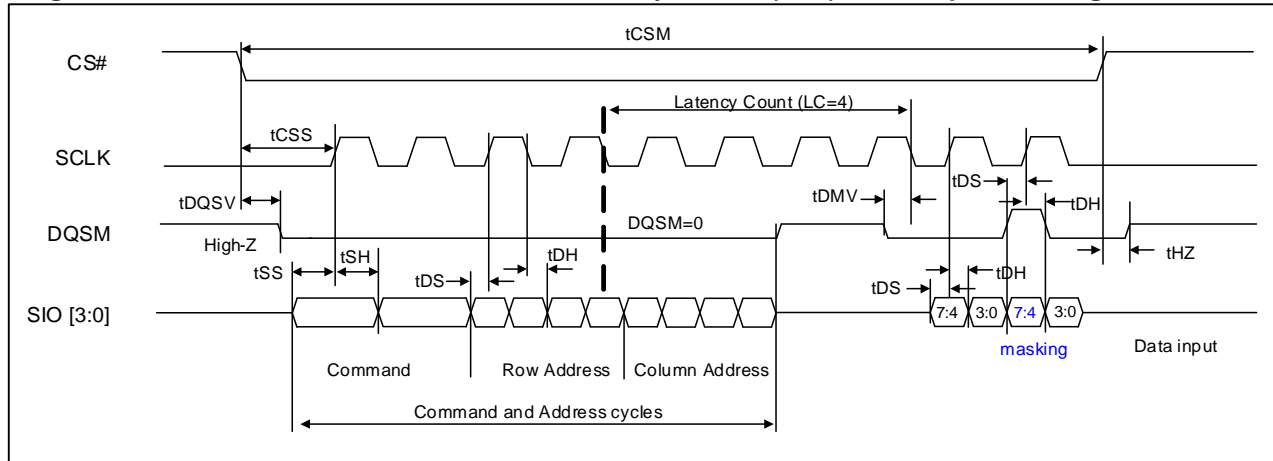 tCSM
CS#
Latency Count (LC=4)
tCSS
SCLK
tDS
tDQSV
tDMV
tDH
DQSM
DQSM=0
High-Z
tHZ
tSS
tSH
tDS
tDH
tDH
tDS
SIO [3:0]
7:4
3:0
7:4
3:0
masking
Data input
Command
Row Address
Column Address
Command and Address cycles